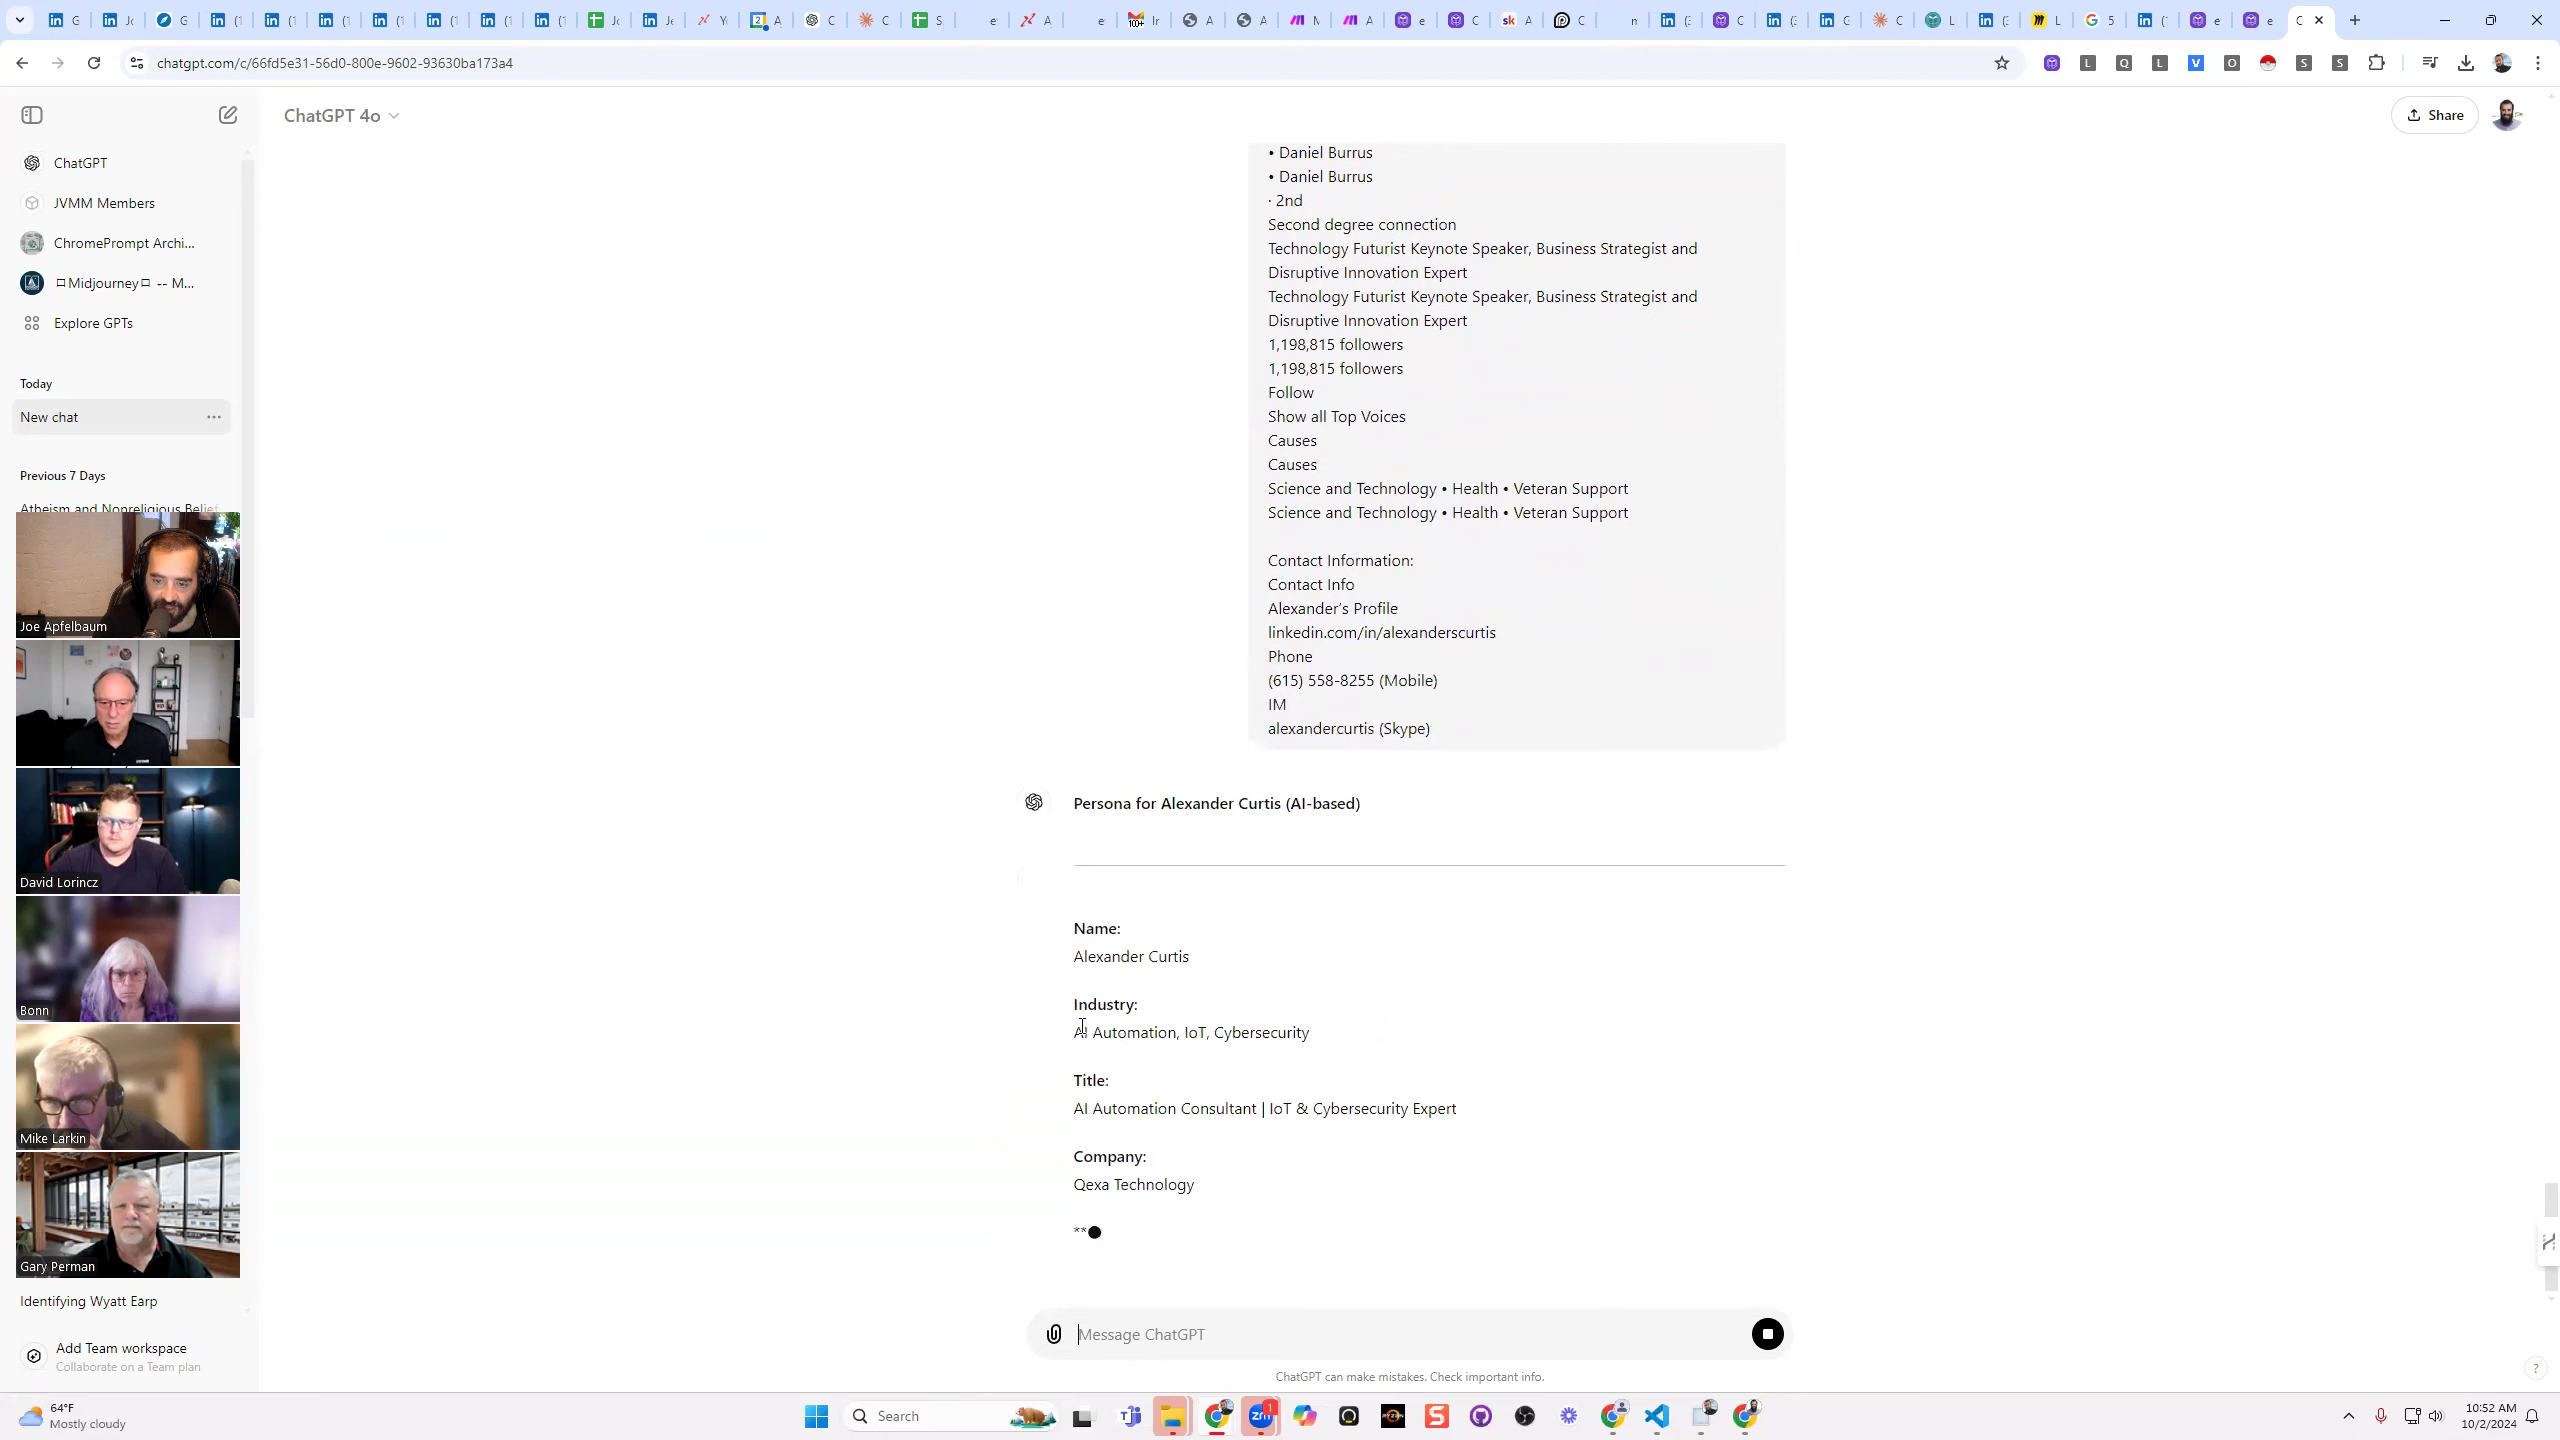 chatgpt.com/c/66fd5e31-56d0-800e-9602-93630ba173a4
ChatGPT 4o
Share
ChatGPT
JVMM Members
ChromePrompt Archi...
Midjourney -- M...
Explore GPTs
Today
New chat
Previous 7 Days
Atheism and Nonreligious Belief
Joe Apfelbaum
David Lorincz
Bonn
Mike Larkin
Gary Perman
Identifying Wyatt Earp
Add Team workspace
Collaborate on a Team plan
• Daniel Burrus
• Daniel Burrus
· 2nd
Second degree connection
Technology Futurist Keynote Speaker, Business Strategist and
Disruptive Innovation Expert
Technology Futurist Keynote Speaker, Business Strategist and
Disruptive Innovation Expert
1,198,815 followers
1,198,815 followers
Follow
Show all Top Voices
Causes
Causes
Science and Technology • Health • Veteran Support
Science and Technology • Health • Veteran Support
Contact Information:
Contact Info
Alexander's Profile
linkedin.com/in/alexanderscurtis
Phone
(615) 558-8255 (Mobile)
IM
alexandercurtis (Skype)
Persona for Alexander Curtis (AI-based)
Name:
Alexander Curtis
Industry:
AI Automation, IoT, Cybersecurity
Title:
AI Automation Consultant | IoT & Cybersecurity Expert
Company:
Qexa Technology
**
Message ChatGPT
ChatGPT can make mistakes. Check important info.
?
64°F
Mostly cloudy
Search
10:52 AM
10/2/2024